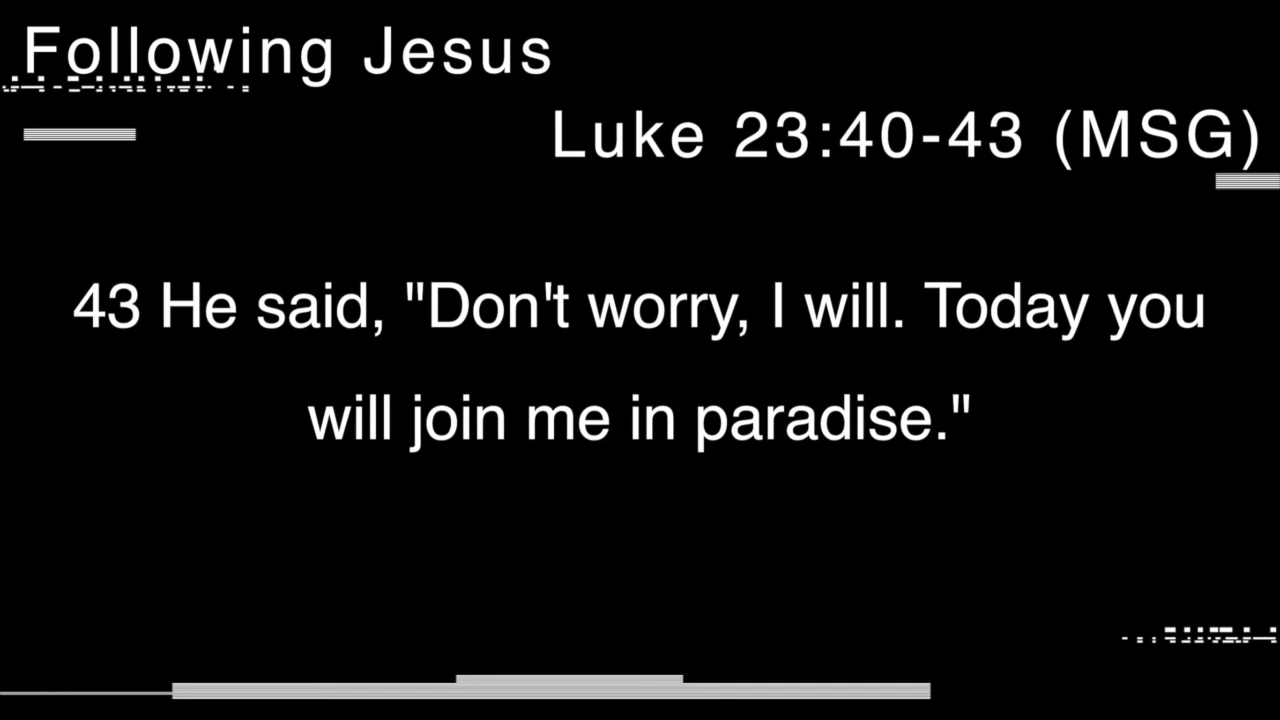 Following Jesus
Luke 23:40-43 (MSG)
43 He said, "Don't worry, I will. Today you
will join me in paradise."